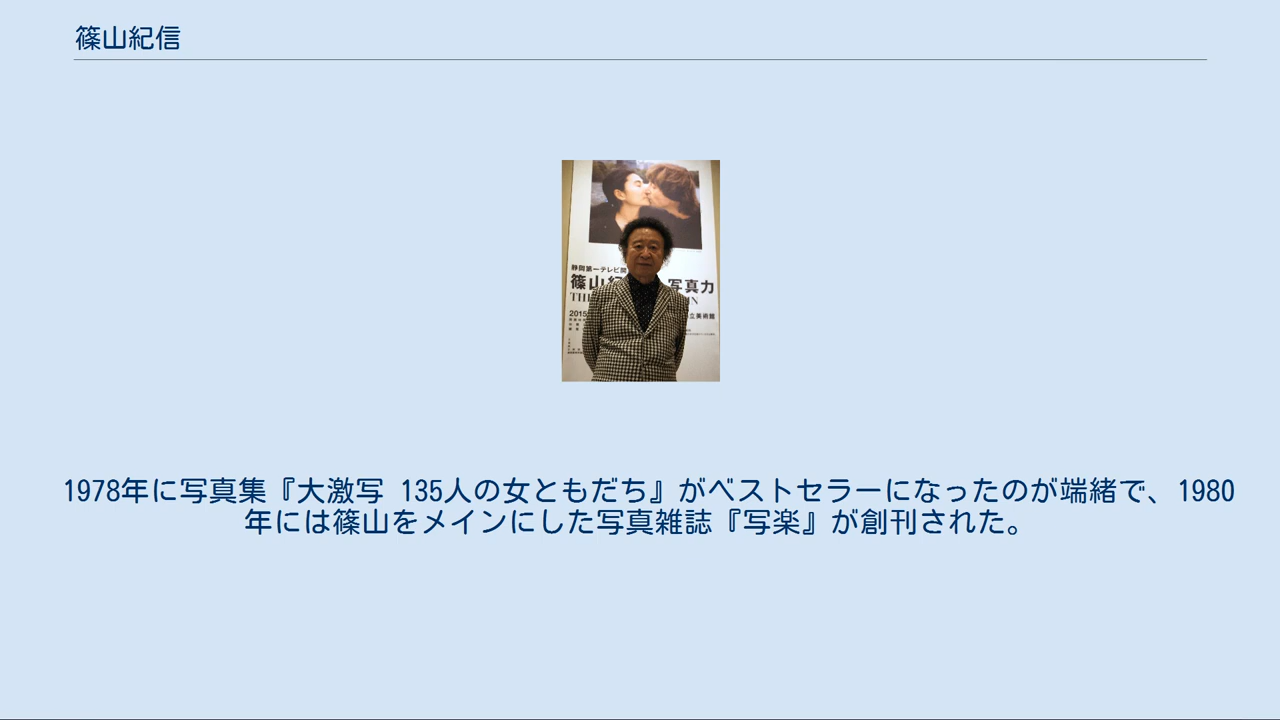 篠山紀信
静岡第一テレビ開
篠山紀 写真力
2015
立美術館
1978年に写真集『大激写 135人の女ともだち』がベストセラーになったのが端緒で、1980
年には篠山をメインにした写真雑誌『写楽』が創刊された。